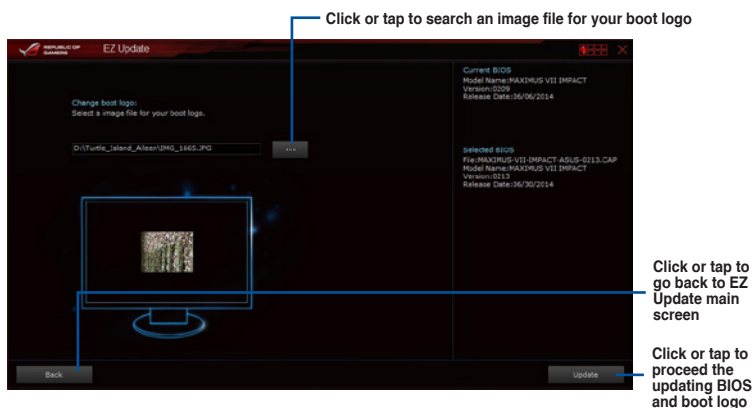 Click or tap to search an image file for your boot logo
REPUBLIC OF
GAMERS
EZ Update
Change boot logo:
Select a image file for your boot logo.
D:\Turtle_Island_Aileen\IMG_1665.JPG
...
Current BIOS
Model Name:MAXIMUS VII IMPACT
Version:0209
Release Date:06/06/2014
Selected BIOS
File:MAXIMUS-VII-IMPACT-ASUS-0213.CAP
Model Name:MAXIMUS VII IMPACT
Version:0213
Release Date:06/30/2014
Click or tap to
go back to EZ
Update main
screen
Back
Update
Click or tap to
proceed the
updating BIOS
and boot logo